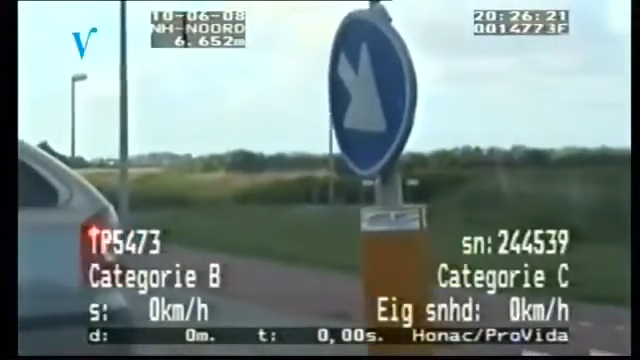 10-06-08 20:26:21
NH-NOORD 0014773F
6.652m
V
TP5473 sn:244539
Categorie B Categorie C
s: 0km/h Eig snhd: 0km/h
d: 0m. t: 0,00s. Honac/ProVida